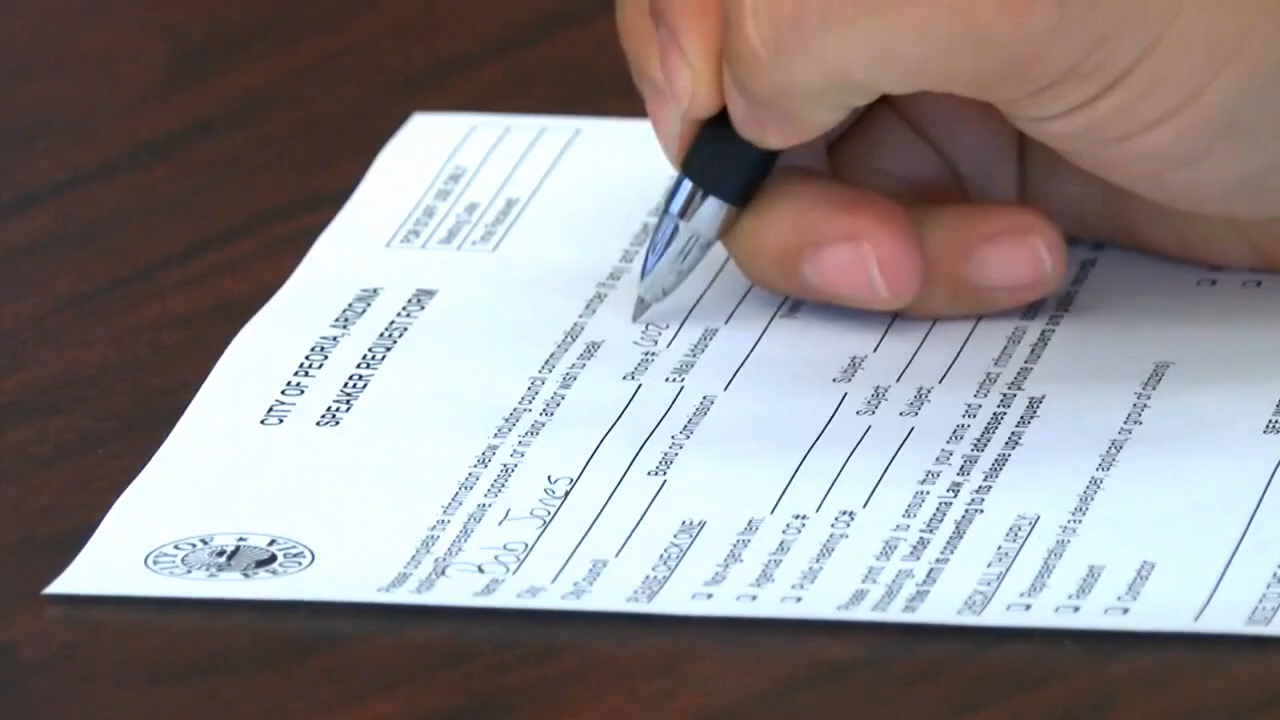 FOR STAFF USE ONLY
Meeting Date:
Time Received:
CITY OF PEORIA, ARIZONA
SPEAKER REQUEST FORM
CITY OF PEORIA
Please complete the information below, including council communication number (if any) and
representative, opposed, or in favor, and/or wish to speak.
Name Bob Jones Phone # (602
City E-Mail Address:
City Council Board or Commission
PLEASE CHECK ONE:
Non-Agenda Item: Subject
Agenda Item CC # Subject
Public Hearing CC# Subject
Please print clearly to ensure that your name and contact information
meetings. Under Arizona Law, email addresses and phone numbers are public
this form is consenting to its release upon request.
CHECK ALL THAT APPLY:
Representative (of a developer, applicant, or group of citizens)
Resident
Contractor